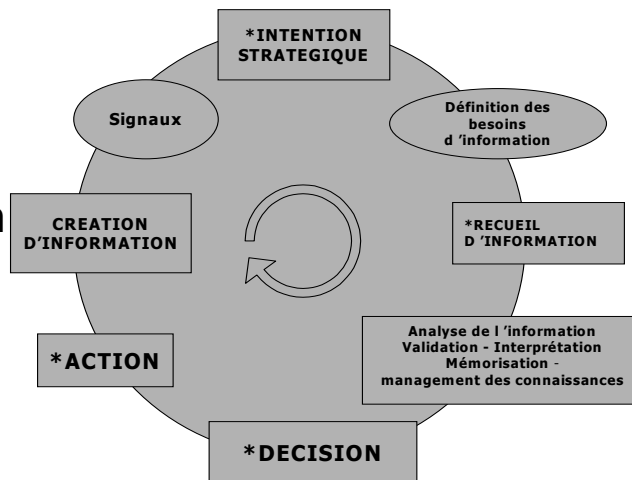 *INTENTION
STRATEGIQUE
Définition des
besoins
d ’information
*RECUEIL
D ’INFORMATION
Analyse de l ’information
Validation - Interprétation
Mémorisation -
management des connaissances
*DECISION
*ACTION
CREATION
D’INFORMATION
Signaux